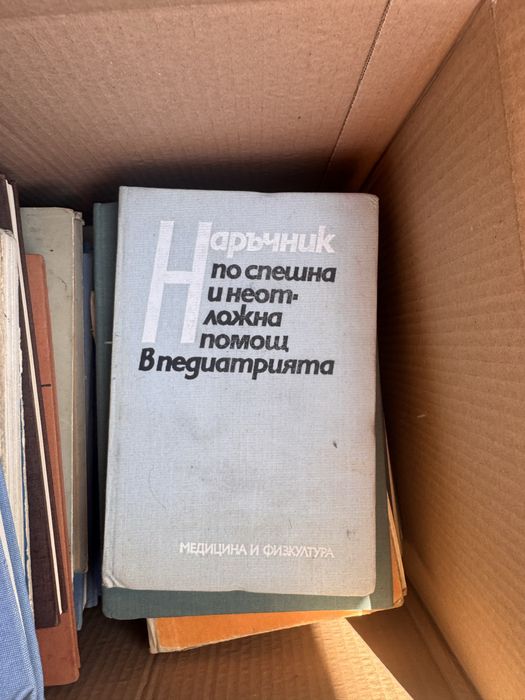 Наръчник
по спешна
и неот-
ложна
помощ
в педиатрията
МЕДИЦИНА И ФИЗКУЛТУРА